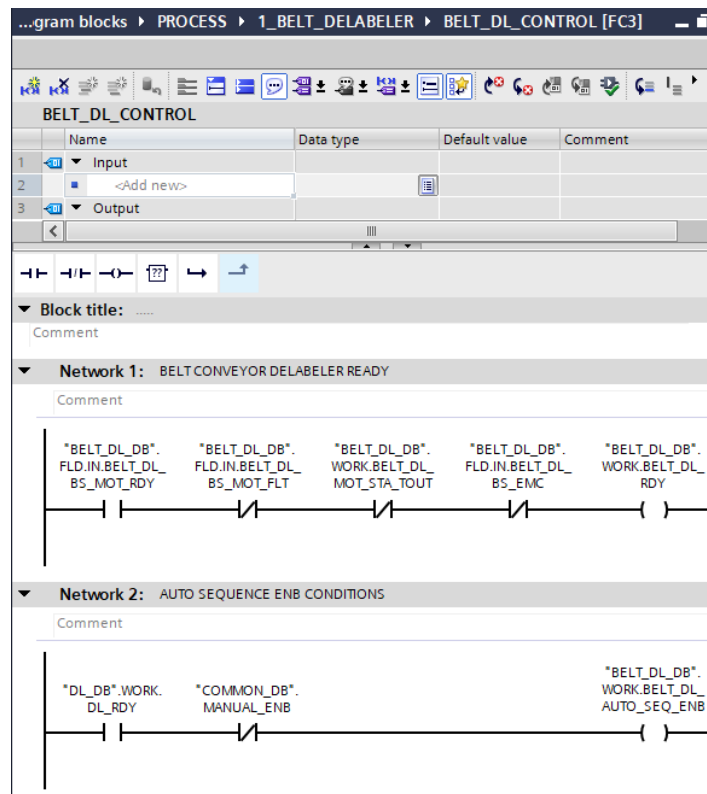 ...gram blocks ▸ PROCESS ▸ 1_BELT_DELABELER ▸ BELT_DL_CONTROL [FC3]
BELT_DL_CONTROL
Name Data type Default value Comment
1 Input
2 <Add new>
3 Output
??
Block title: .....
Comment
Network 1: BELT CONVEYOR DELABELER READY
Comment
"BELT_DL_DB". "BELT_DL_DB". "BELT_DL_DB". "BELT_DL_DB". "BELT_DL_DB".
FLD.IN.BELT_DL_ FLD.IN.BELT_DL_ WORK.BELT_DL_ FLD.IN.BELT_DL_ WORK.BELT_DL_
BS_MOT_RDY BS_MOT_FLT MOT_STA_TOUT BS_EMC RDY
Network 2: AUTO SEQUENCE ENB CONDITIONS
Comment
"BELT_DL_DB".
"DL_DB".WORK. "COMMON_DB". WORK.BELT_DL_
DL_RDY MANUAL_ENB AUTO_SEQ_ENB